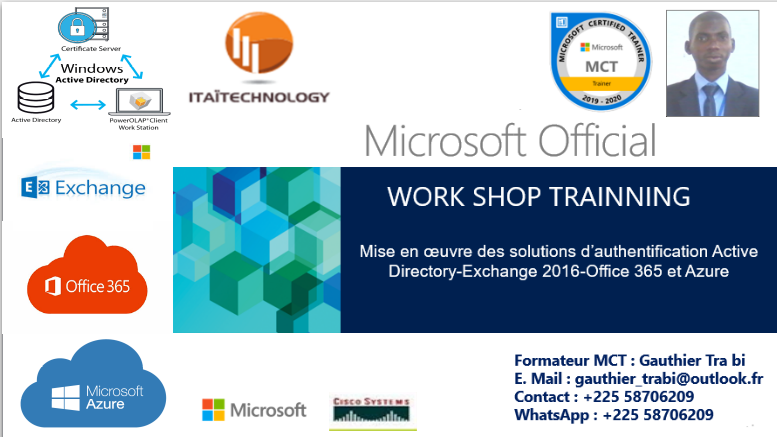 Certificate Server
Windows
Active Directory
Active Directory
PowerOLAP® Client
Work Station
ITAÏTECHNOLOGY
MICROSOFT CERTIFIED TRAINER
Microsoft
MCT
Trainer
2019 - 2020
Microsoft Official
Exchange
WORK SHOP TRAINNING
Mise en œuvre des solutions d'authentification Active
Directory-Exchange 2016-Office 365 et Azure
Office 365
Microsoft
Azure
Microsoft
CISCO SYSTEMS
Formateur MCT : Gauthier Tra bi
E. Mail : gauthier_trabi@outlook.fr
Contact : +225 58706209
WhatsApp : +225 58706209